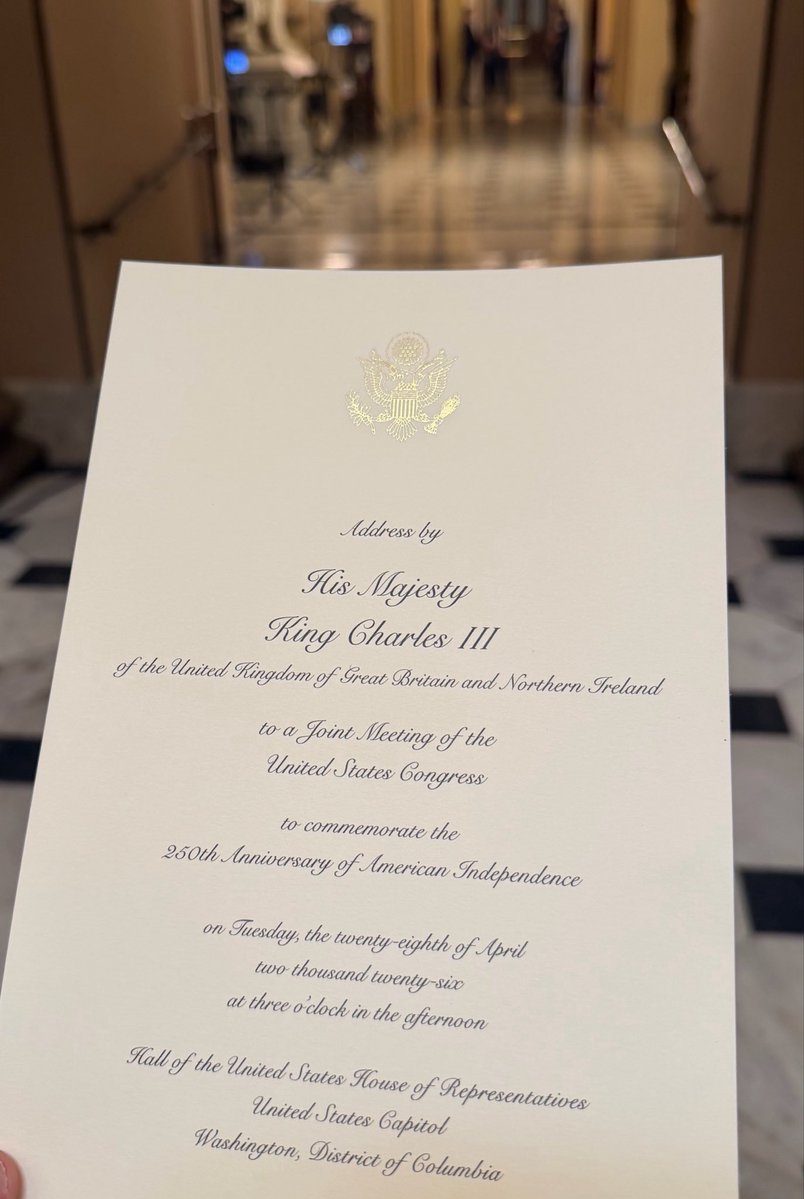 Address by
His Majesty
King Charles III
of the United Kingdom of Great Britain and Northern Ireland
to a Joint Meeting of the
United States Congress
to commemorate the
250th Anniversary of American Independence
on Tuesday, the twenty-eighth of April
two thousand twenty-six
at three o'clock in the afternoon
Hall of the United States House of Representatives
United States Capitol
Washington, District of Columbia